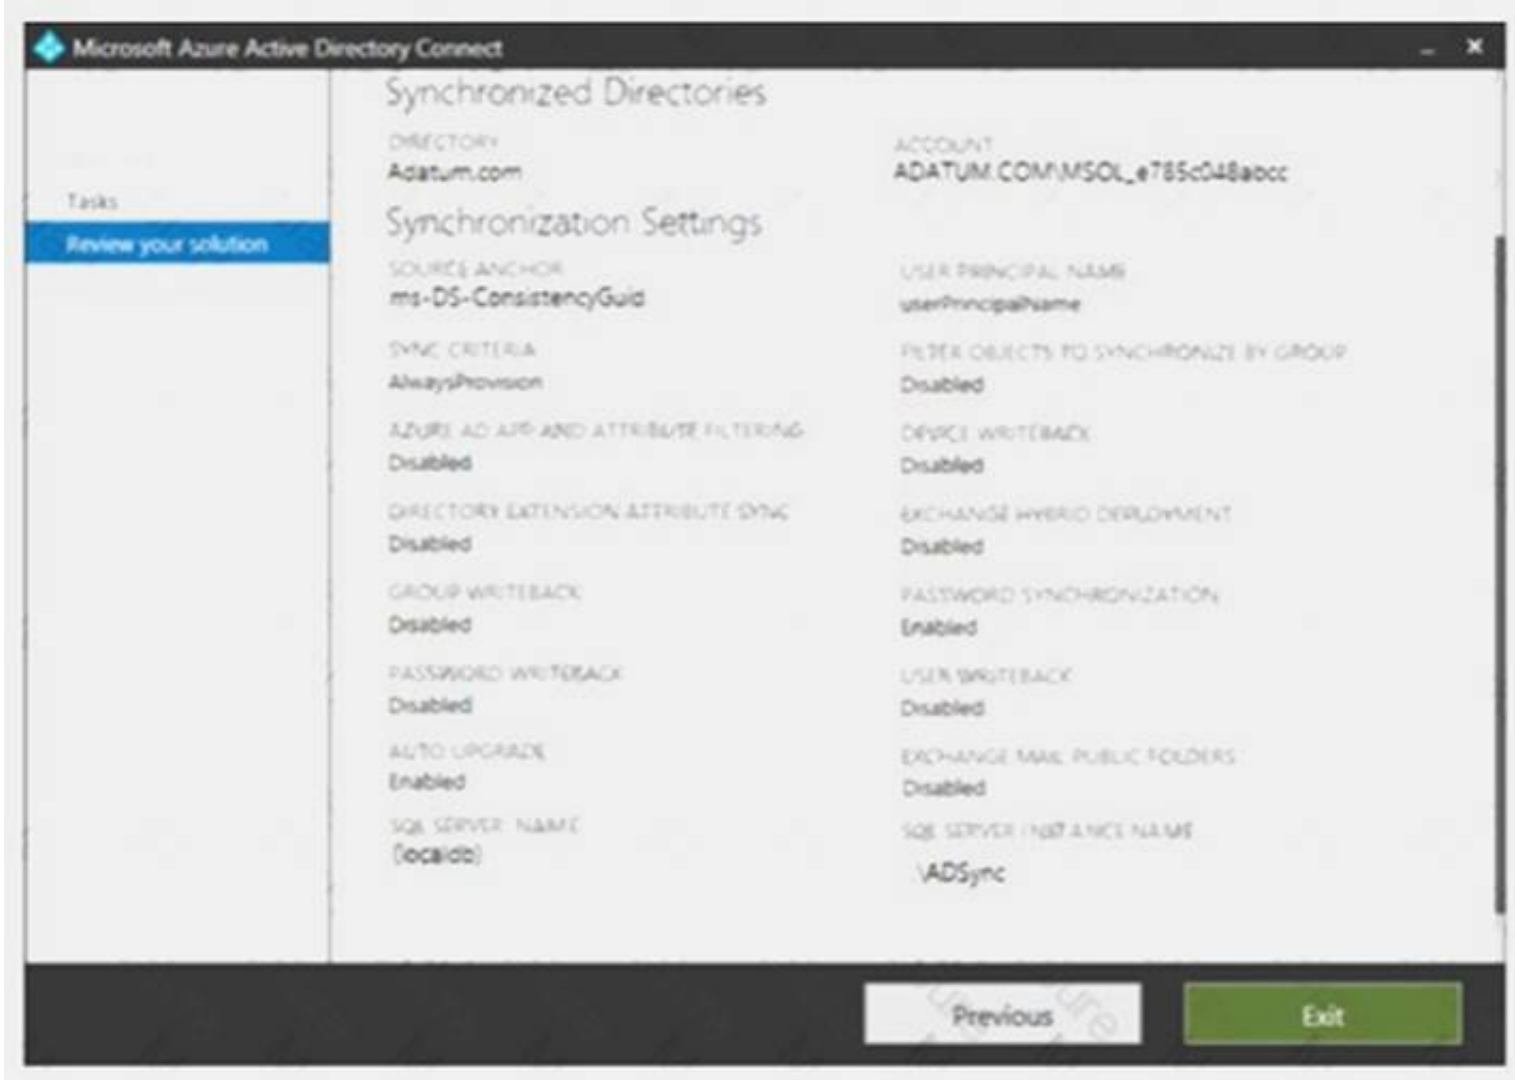 Microsoft Azure Active Directory Connect
Tasks
Review your solution
Synchronized Directories
DIRECTORY
Adatum.com
ACCOUNT
ADATUM.COM\MSOL_e785c048abcc
Synchronization Settings
SOURCE ANCHOR
ms-DS-ConsistencyGuid
USER PRINCIPAL NAME
userPrincipalName
SYNC CRITERIA
AlwaysProvision
FILTER OBJECTS TO SYNCHRONIZE BY GROUP
Disabled
AZURE AD APP AND ATTRIBUTE FILTERING
Disabled
DEVICE WRITEBACK
Disabled
DIRECTORY EXTENSION ATTRIBUTE SYNC
Disabled
EXCHANGE HYBRID DEPLOYMENT
Disabled
GROUP WRITEBACK
Disabled
PASSWORD SYNCHRONIZATION
Enabled
PASSWORD WRITEBACK
Disabled
USER WRITEBACK
Disabled
AUTO UPGRADE
Enabled
EXCHANGE MAIL PUBLIC FOLDERS
Disabled
SQL SERVER NAME
(localdb)
SQL SERVER INSTANCE NAME
.\ADSync
Previous
Exit